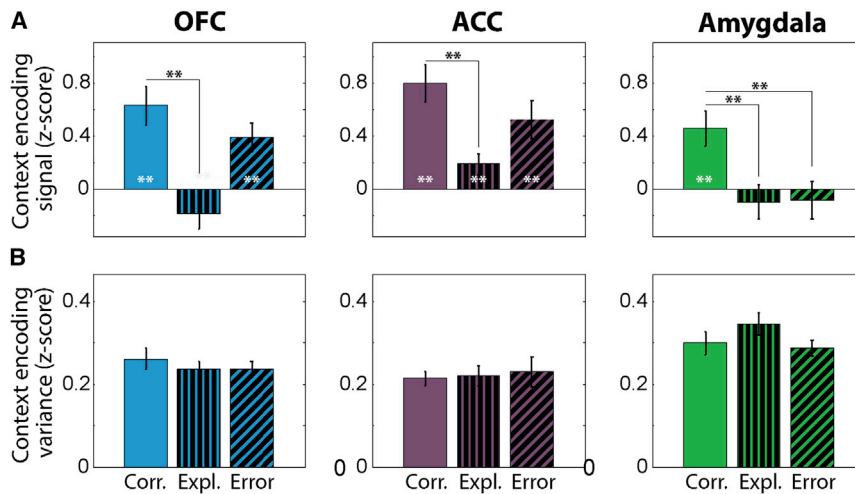 A
OFC
ACC
Amygdala
Context encoding
signal (z-score)
0.8
0.4
0
**
**
**
0.8
0.4
0
**
**
**
**
0.8
0.4
0
**
**
**
B
Context encoding
variance (z-score)
0.4
0.2
0
Corr. Expl. Error
0.4
0.2
0
Corr. Expl. Error
0.4
0.2
0
Corr. Expl. Error